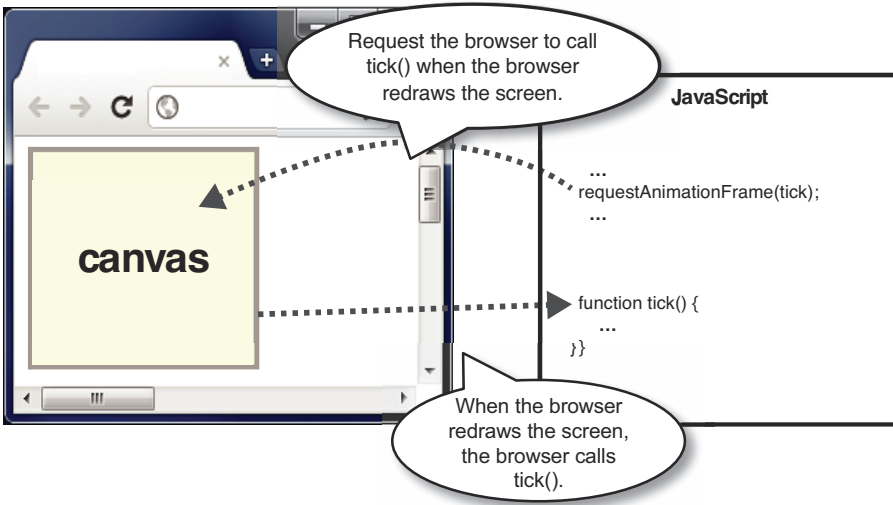 Request the browser to call
tick() when the browser
redraws the screen.
JavaScript
...
requestAnimationFrame(tick);
...
canvas
function tick() {
...
}}
When the browser
redraws the screen,
the browser calls
tick().